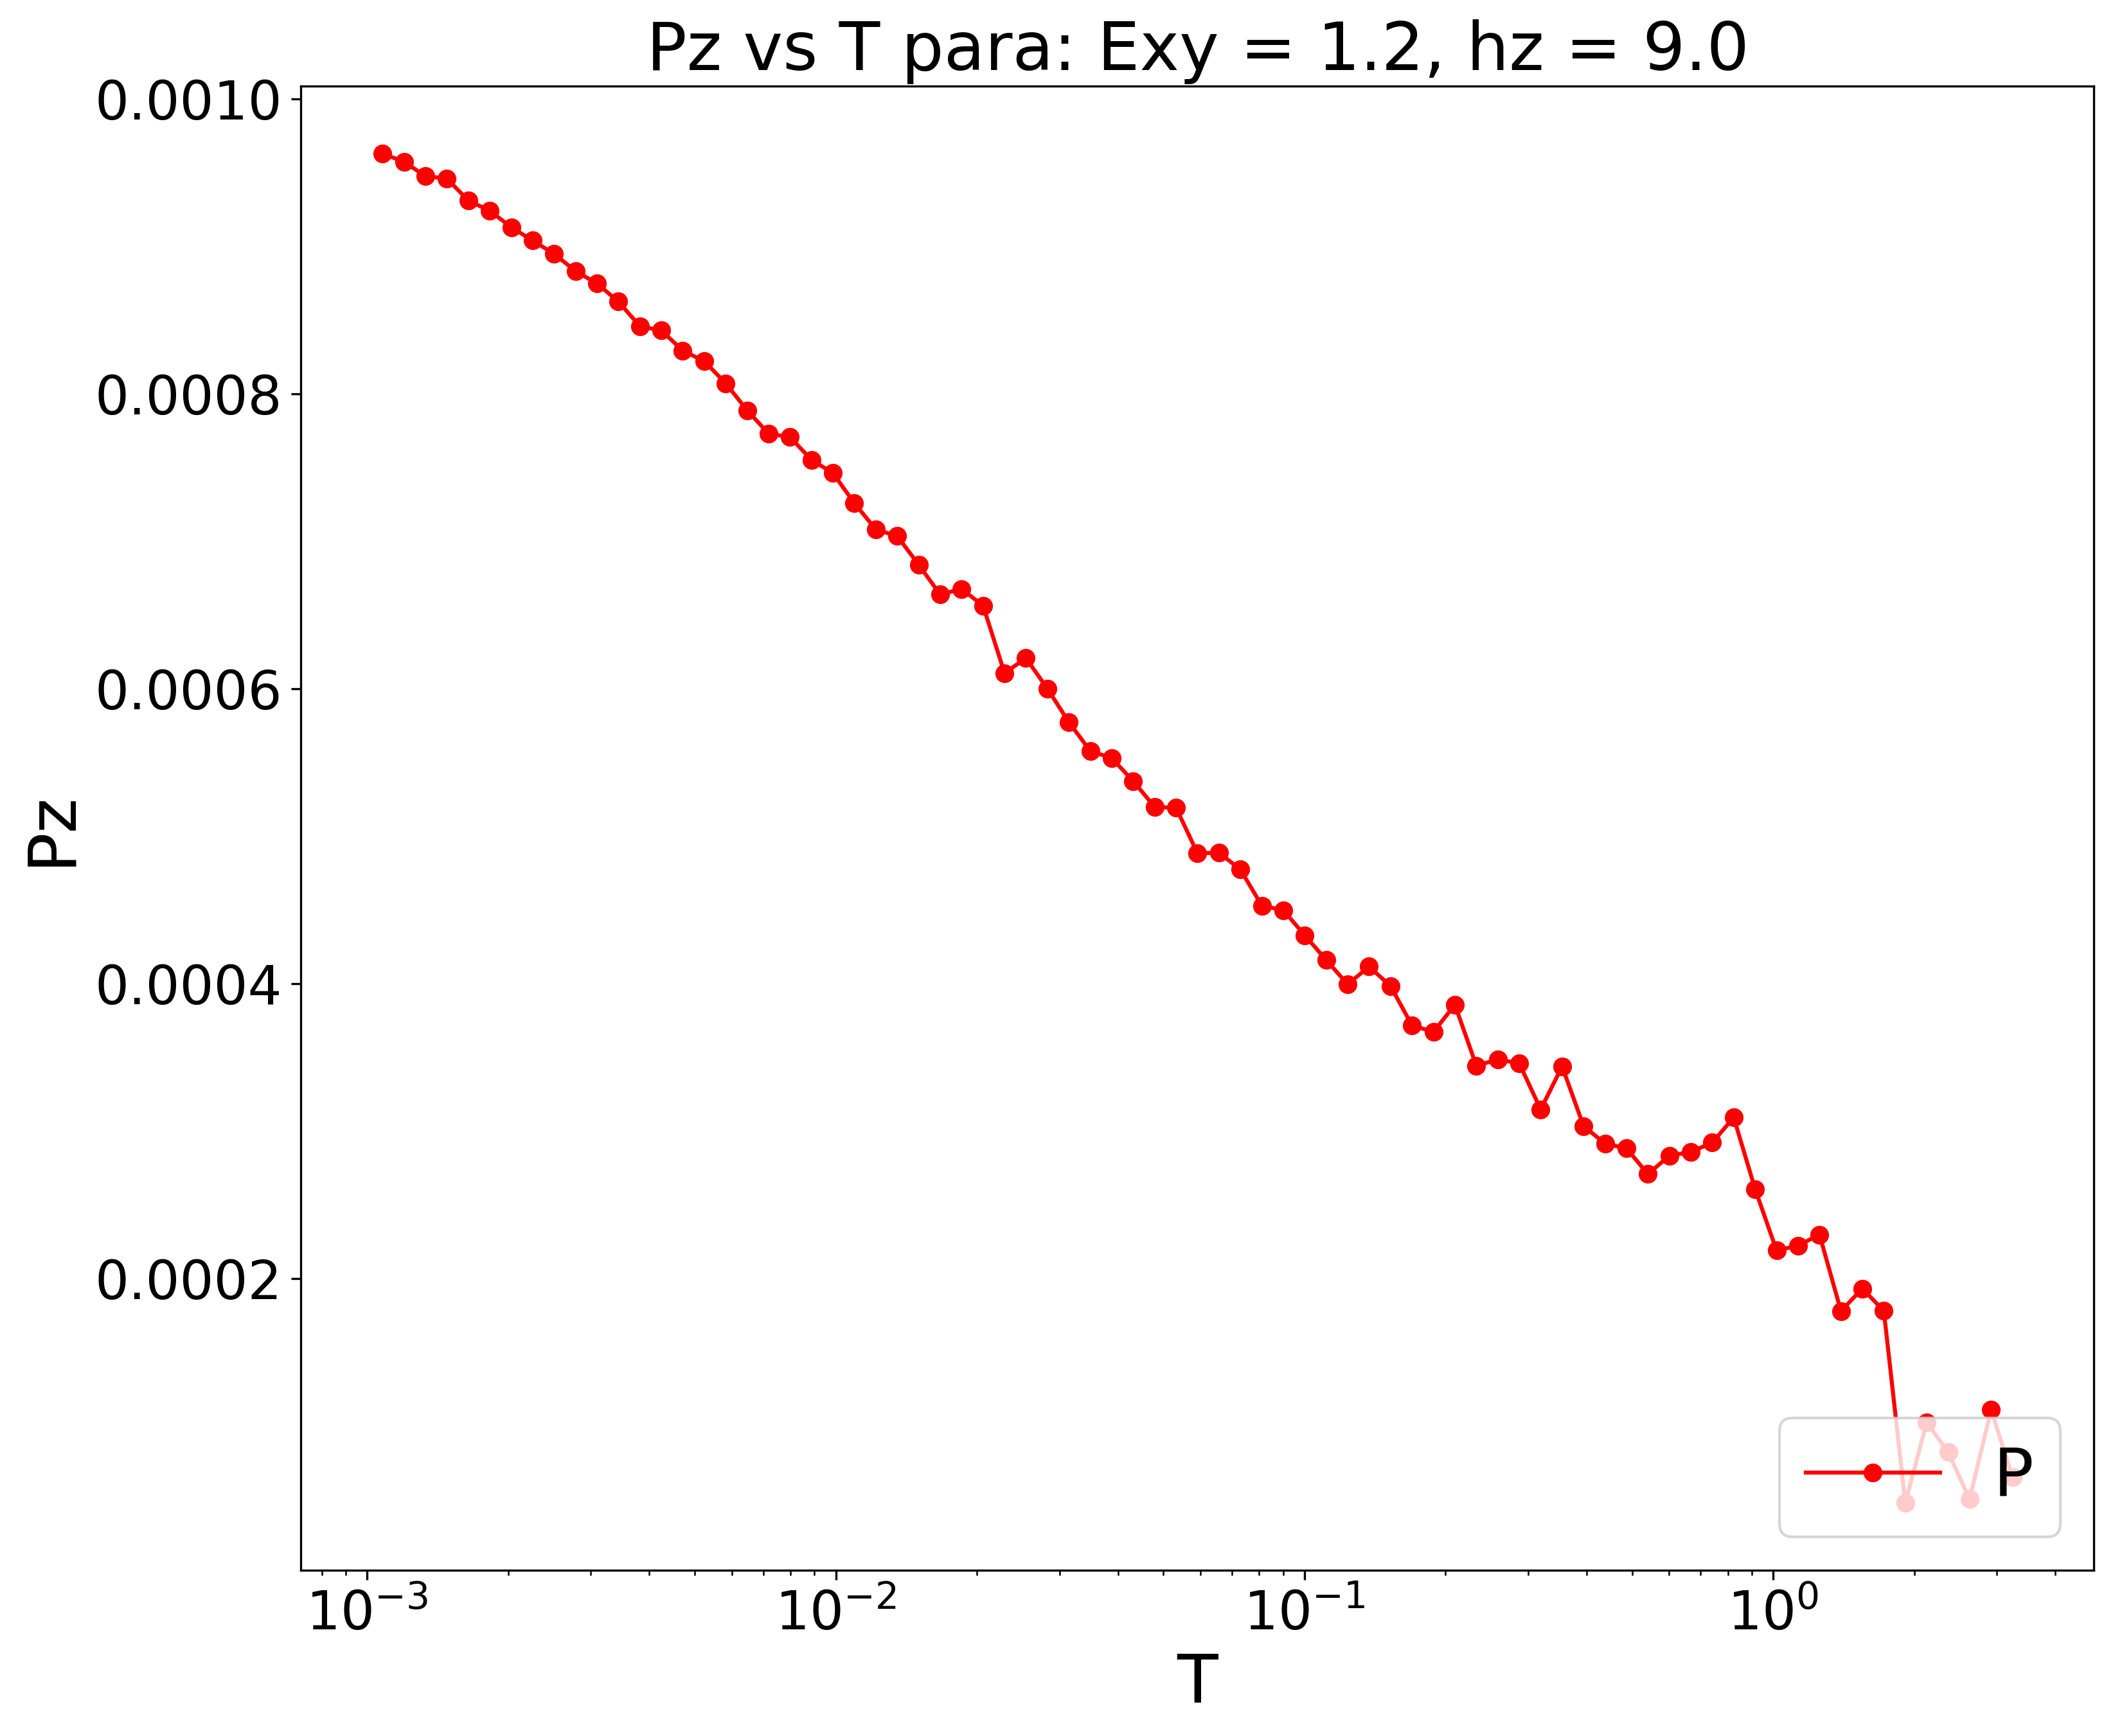 Pz vs T para: Exy = 1.2, hz = 9.0
0.0010
0.0008
0.0006
0.0004
0.0002
Pz
P
10⁻³ 10⁻² 10⁻¹ 10⁰
T